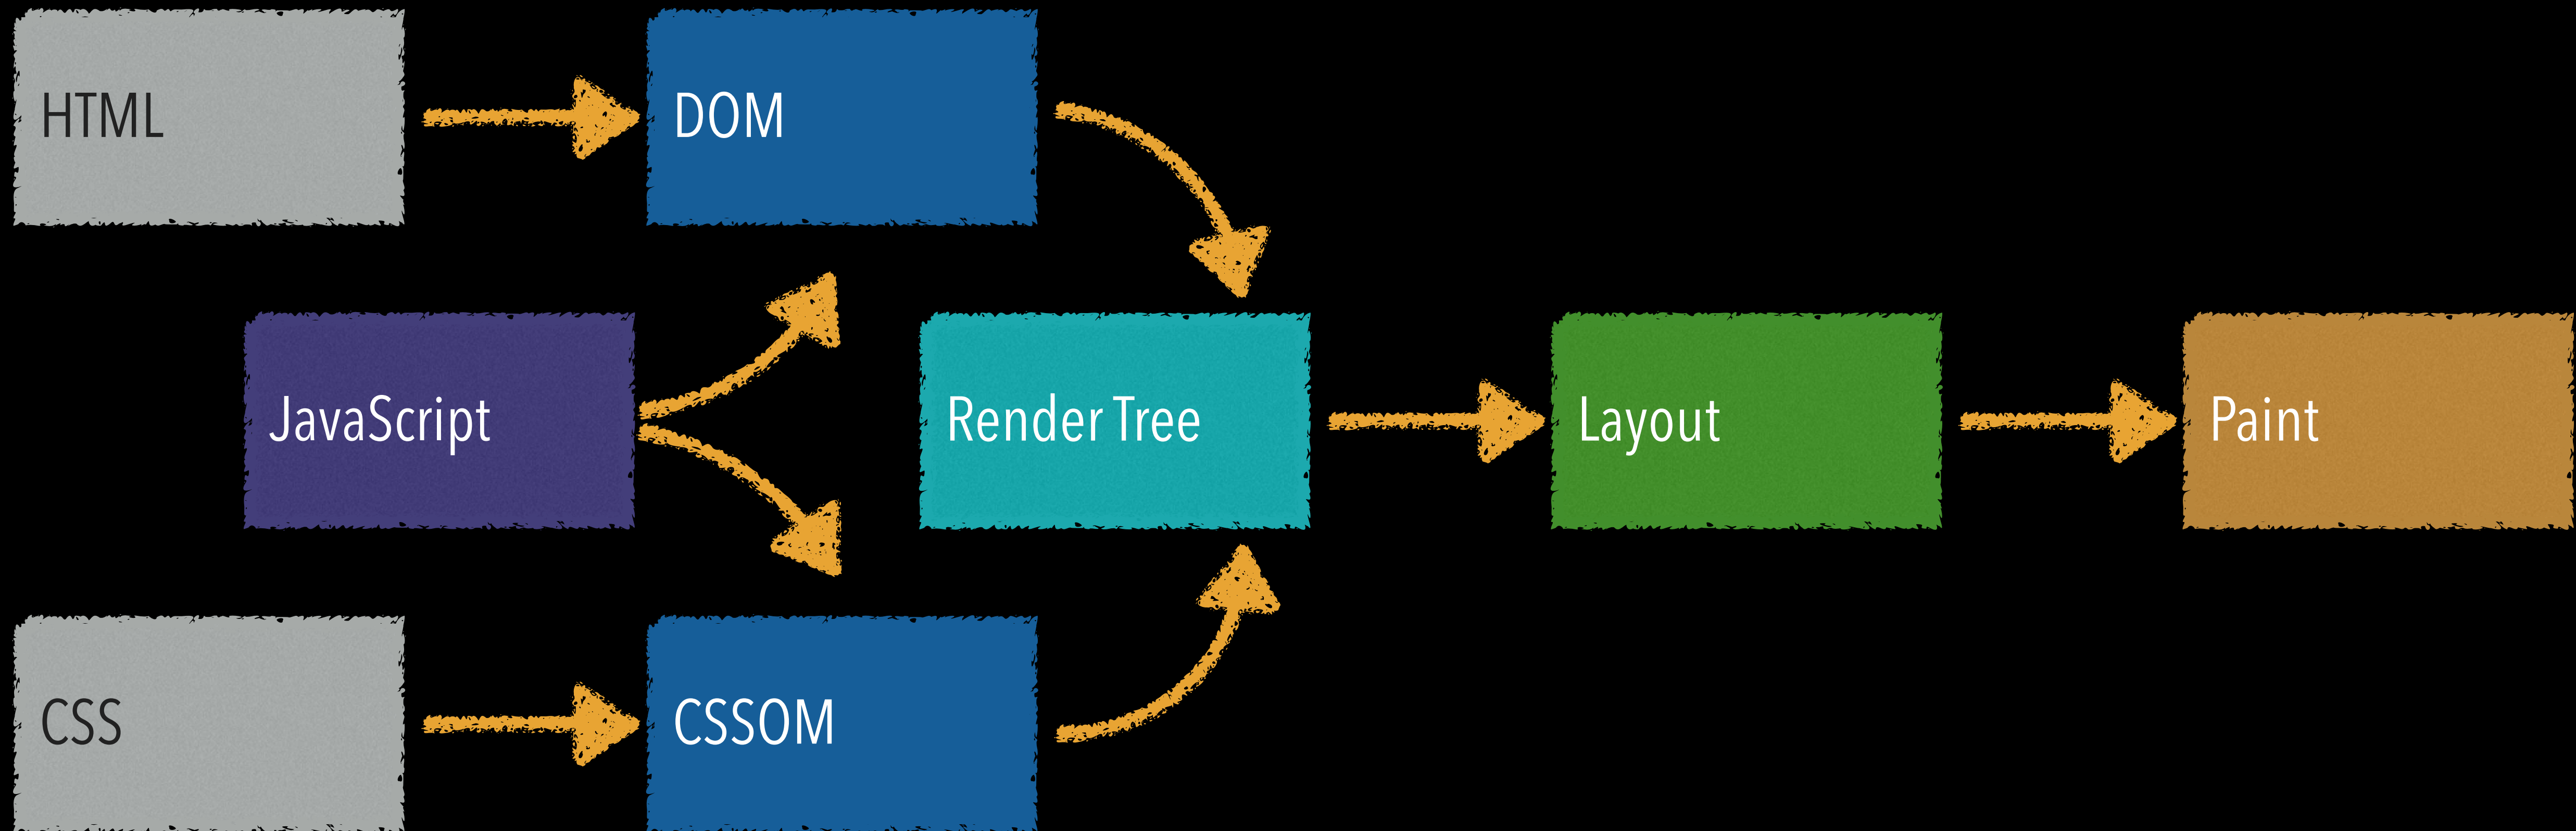 HTML
DOM
JavaScript
Render Tree
Layout
Paint
CSS
CSSOM